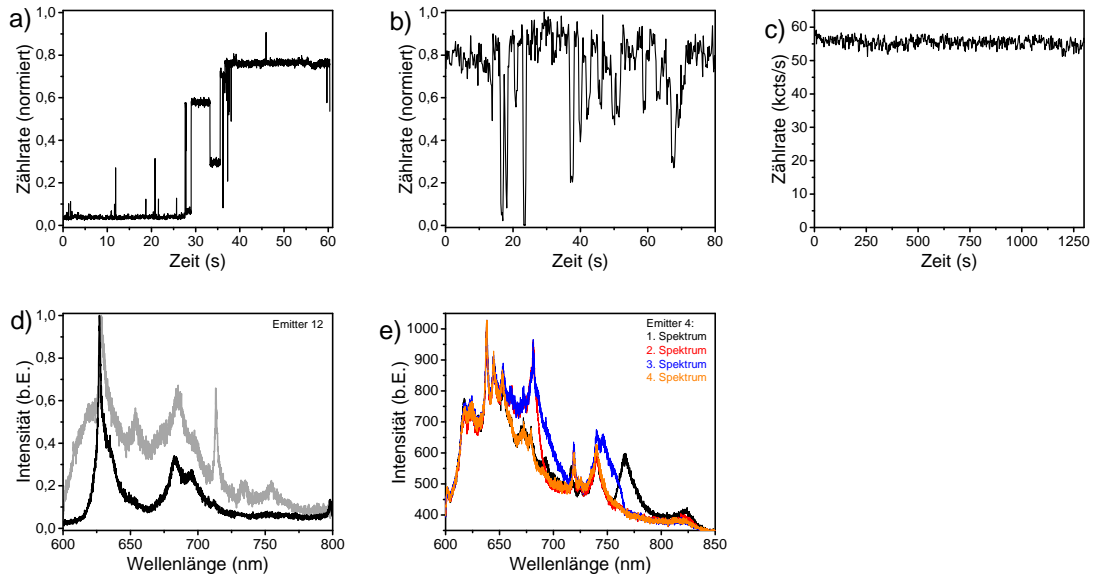 a)
Zählrate (normiert)
1,0
0,8
0,6
0,4
0,2
0,0
0 10 20 30 40 50 60
Zeit (s)
b)
Zählrate (normiert)
1,0
0,8
0,6
0,4
0,2
0,0
0 20 40 60 80
Zeit (s)
c)
Zählrate (kcts/s)
60
50
40
30
20
10
0
0 250 500 750 1000 1250
Zeit (s)
d)
Intensität (b.E.)
Emitter 12
1,0
0,8
0,6
0,4
0,2
0,0
600 650 700 750 800
Wellenlänge (nm)
e)
Intensität (b.E.)
Emitter 4:
1. Spektrum
2. Spektrum
3. Spektrum
4. Spektrum
1000
900
800
700
600
500
400
600 650 700 750 800 850
Wellenlänge (nm)